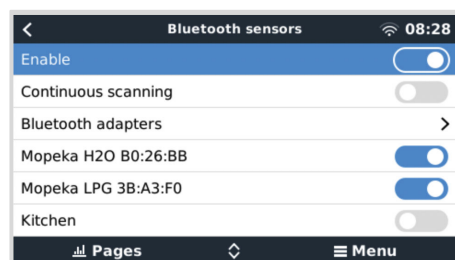 Bluetooth sensors 08:28
Enable
Continuous scanning
Bluetooth adapters
Mopeka H2O B0:26:BB
Mopeka LPG 3B:A3:F0
Kitchen
Pages Menu